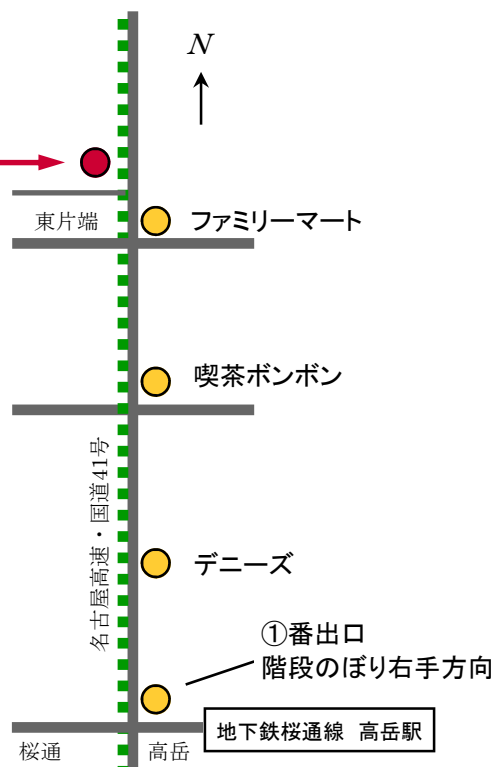 N
東片端
ファミリーマート
喫茶ボンボン
名古屋高速・国道41号
デニーズ
①番出口
階段のぼり右手方向
地下鉄桜通線 高岳駅
桜通
高岳